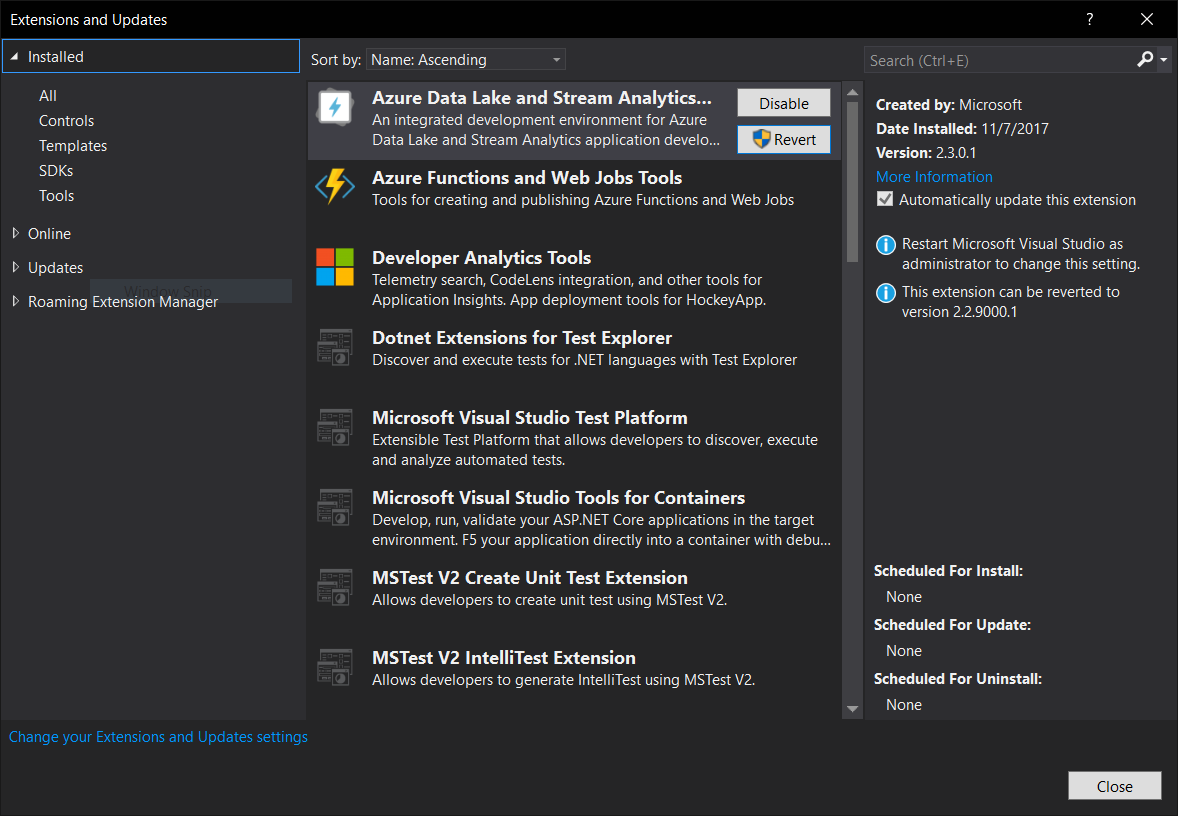 Extensions and Updates
?
Installed
All
Controls
Templates
SDKs
Tools
Online
Updates
Window Snip
Roaming Extension Manager
Sort by: Name: Ascending
Azure Data Lake and Stream Analytics...
An integrated development environment for Azure
Data Lake and Stream Analytics application develo...
Disable
Revert
Azure Functions and Web Jobs Tools
Tools for creating and publishing Azure Functions and Web Jobs
Developer Analytics Tools
Telemetry search, CodeLens integration, and other tools for
Application Insights. App deployment tools for HockeyApp.
Dotnet Extensions for Test Explorer
Discover and execute tests for .NET languages with Test Explorer
Microsoft Visual Studio Test Platform
Extensible Test Platform that allows developers to discover, execute
and analyze automated tests.
Microsoft Visual Studio Tools for Containers
Develop, run, validate your ASP.NET Core applications in the target
environment. F5 your application directly into a container with debu...
MSTest V2 Create Unit Test Extension
Allows developers to create unit test using MSTest V2.
MSTest V2 IntelliTest Extension
Allows developers to generate IntelliTest using MSTest V2.
Search (Ctrl+E)
Created by: Microsoft
Date Installed: 11/7/2017
Version: 2.3.0.1
More Information
Automatically update this extension
Restart Microsoft Visual Studio as
administrator to change this setting.
This extension can be reverted to
version 2.2.9000.1
Scheduled For Install:
None
Scheduled For Update:
None
Scheduled For Uninstall:
None
Change your Extensions and Updates settings
Close